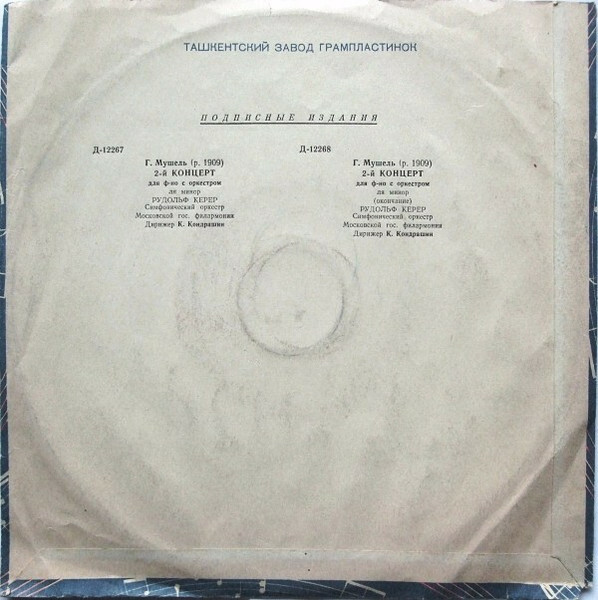 ТАШКЕНТСКИЙ ЗАВОД ГРАМПЛАСТИНОК
ПОДПИСНЫЕ ИЗДАНИЯ
Д-12267
Г. Мушель (р. 1909)
2-й КОНЦЕРТ
для ф-но с оркестром
ля минор
РУДОЛЬФ КЕРЕР
Симфонический оркестр
Московской гос. филармония
Дирижер К. Кондрашин
Д-12268
Г. Мушель (р. 1909)
2-й КОНЦЕРТ
для ф-но с оркестром
ля минор
(окончание)
РУДОЛЬФ КЕРЕР
Симфонический оркестр
Московской гос. филармония
Дирижер К. Кондрашин